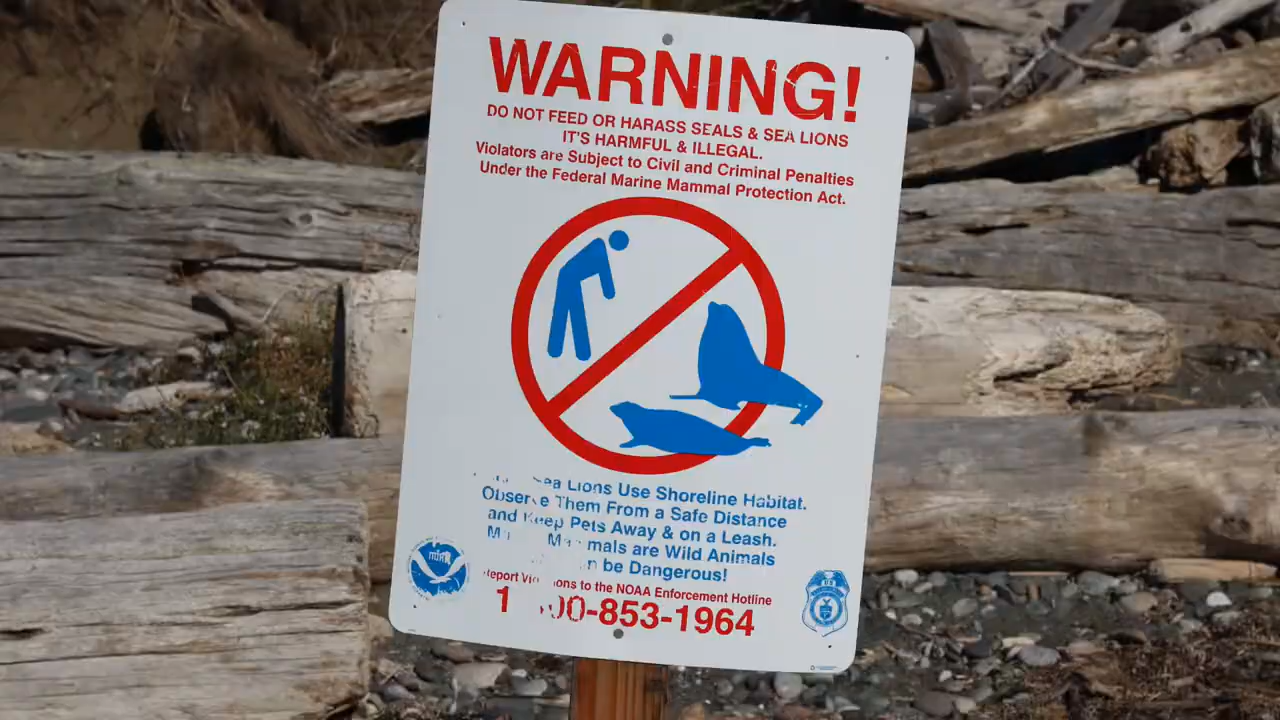 WARNING!
DO NOT FEED OR HARASS SEALS & SEA LIONS
IT'S HARMFUL & ILLEGAL.
Violators are Subject to Civil and Criminal Penalties
Under the Federal Marine Mammal Protection Act.
Sea Lions Use Shoreline Habitat.
Observe Them From a Safe Distance
and Keep Pets Away & on a Leash.
are Wild Animals
be Dangerous!
Report Violations to the NOAA Enforcement Hotline
00-853-1964